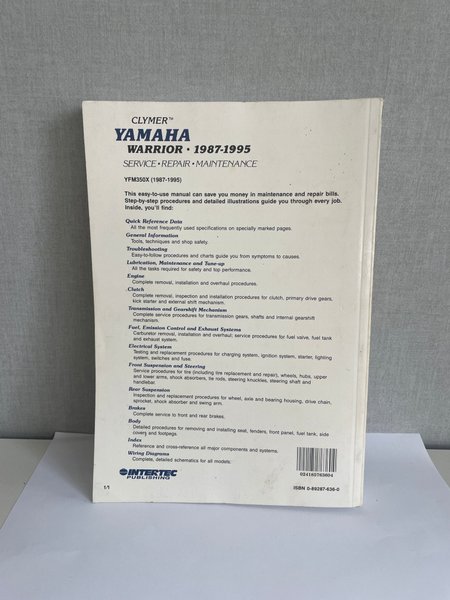 CLYMER™
YAMAHA
WARRIOR • 1987-1995
SERVICE • REPAIR • MAINTENANCE
YFM350X (1987-1995)
This easy-to-use manual can save you money in maintenance and repair bills.
Step-by-step procedures and detailed illustrations guide you through every job.
Inside, you'll find:
Quick Reference Data
All the most frequently used specifications on specially marked pages.
General Information
Tools, techniques and shop safety.
Troubleshooting
Easy-to-follow procedures and charts guide you from symptoms to causes.
Lubrication, Maintenance and Tune-up
All the tasks required for safety and top performance.
Engine
Complete removal, installation and overhaul procedures.
Clutch
Complete removal, inspection and installation procedures for clutch, primary drive gears,
kick starter and external shift mechanism.
Transmission and Gearshift Mechanism
Complete service procedures for transmission gears, shafts and internal gearshift
mechanism.
Fuel, Emission Control and Exhaust Systems
Carburetor removal, installation and overhaul; service procedures for fuel valve, fuel tank
and exhaust system.
Electrical System
Testing and replacement procedures for charging system, ignition system, starter, lighting
system, switches and fuse.
Front Suspension and Steering
Service procedures for tire (including tire replacement and repair), wheels, hubs, upper
and lower arms, shock absorbers, tie rods, steering knuckles, steering shaft and
handlebar.
Rear Suspension
Inspection and replacement procedures for wheel, axle and bearing housing, drive chain,
sprocket, shock absorber and swing arm.
Brakes
Complete service to front and rear brakes.
Body
Detailed procedures for removing and installing seat, fenders, front panel, fuel tank, side
covers and footpegs.
Index
Reference and cross-reference all major components and systems.
Wiring Diagrams
Complete, detailed schematics for all models.
INTERTEC
PUBLISHING
024185763604
1/1
ISBN 0-89287-636-0